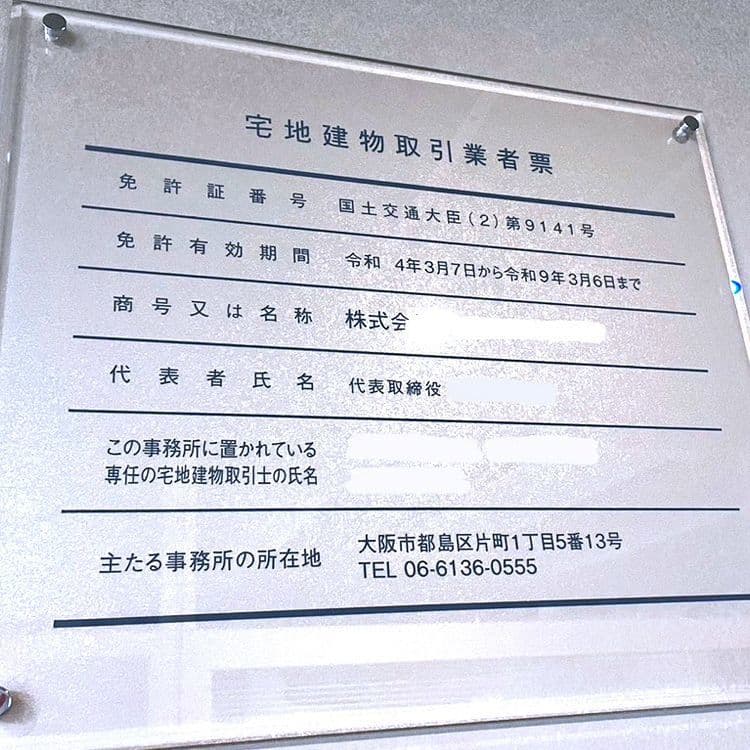 宅地建物取引業者票
免許証番号 国土交通大臣(2)第9141号
免許有効期間 令和 4年3月7日から令和9年3月6日まで
商号又は名称 株式会
代表者氏名 代表取締役
この事務所に置かれている
専任の宅地建物取引士の氏名
主たる事務所の所在地 大阪市都島区片町1丁目5番13号
TEL 06-6136-0555